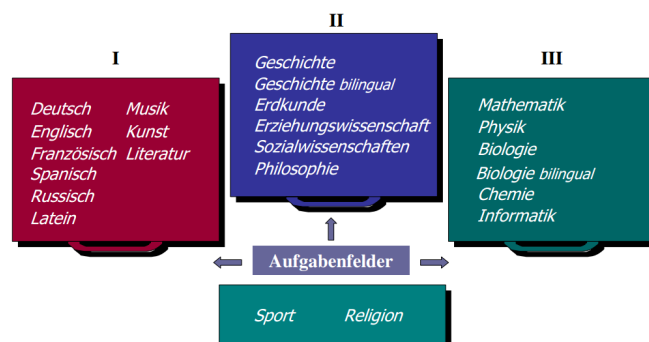 I
Deutsch Musik
Englisch Kunst
Französisch Literatur
Spanisch
Russisch
Latein
II
Geschichte
Geschichte bilingual
Erdkunde
Erziehungswissenschaft
Sozialwissenschaften
Philosophie
III
Mathematik
Physik
Biologie
Biologie bilingual
Chemie
Informatik
Aufgabenfelder
Sport Religion